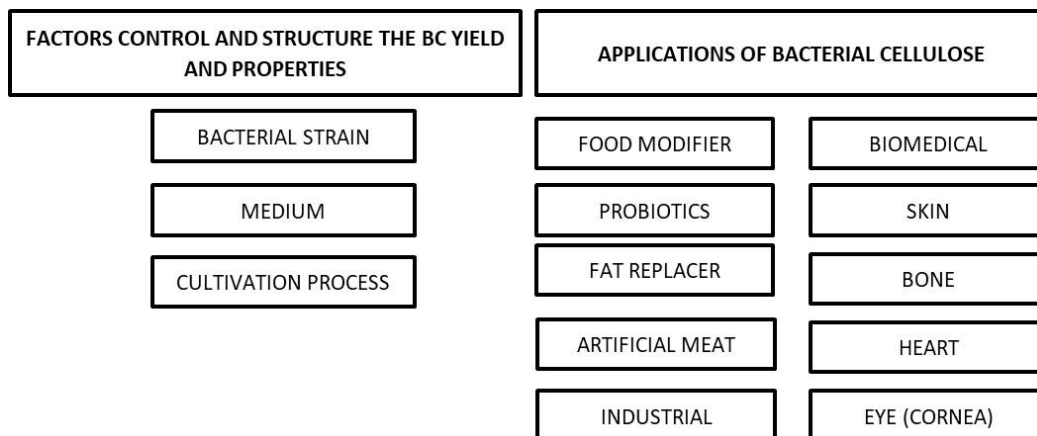 FACTORS CONTROL AND STRUCTURE THE BC YIELD
AND PROPERTIES
BACTERIAL STRAIN
MEDIUM
CULTIVATION PROCESS
APPLICATIONS OF BACTERIAL CELLULOSE
FOOD MODIFIER
PROBIOTICS
FAT REPLACER
ARTIFICIAL MEAT
INDUSTRIAL
BIOMEDICAL
SKIN
BONE
HEART
EYE (CORNEA)